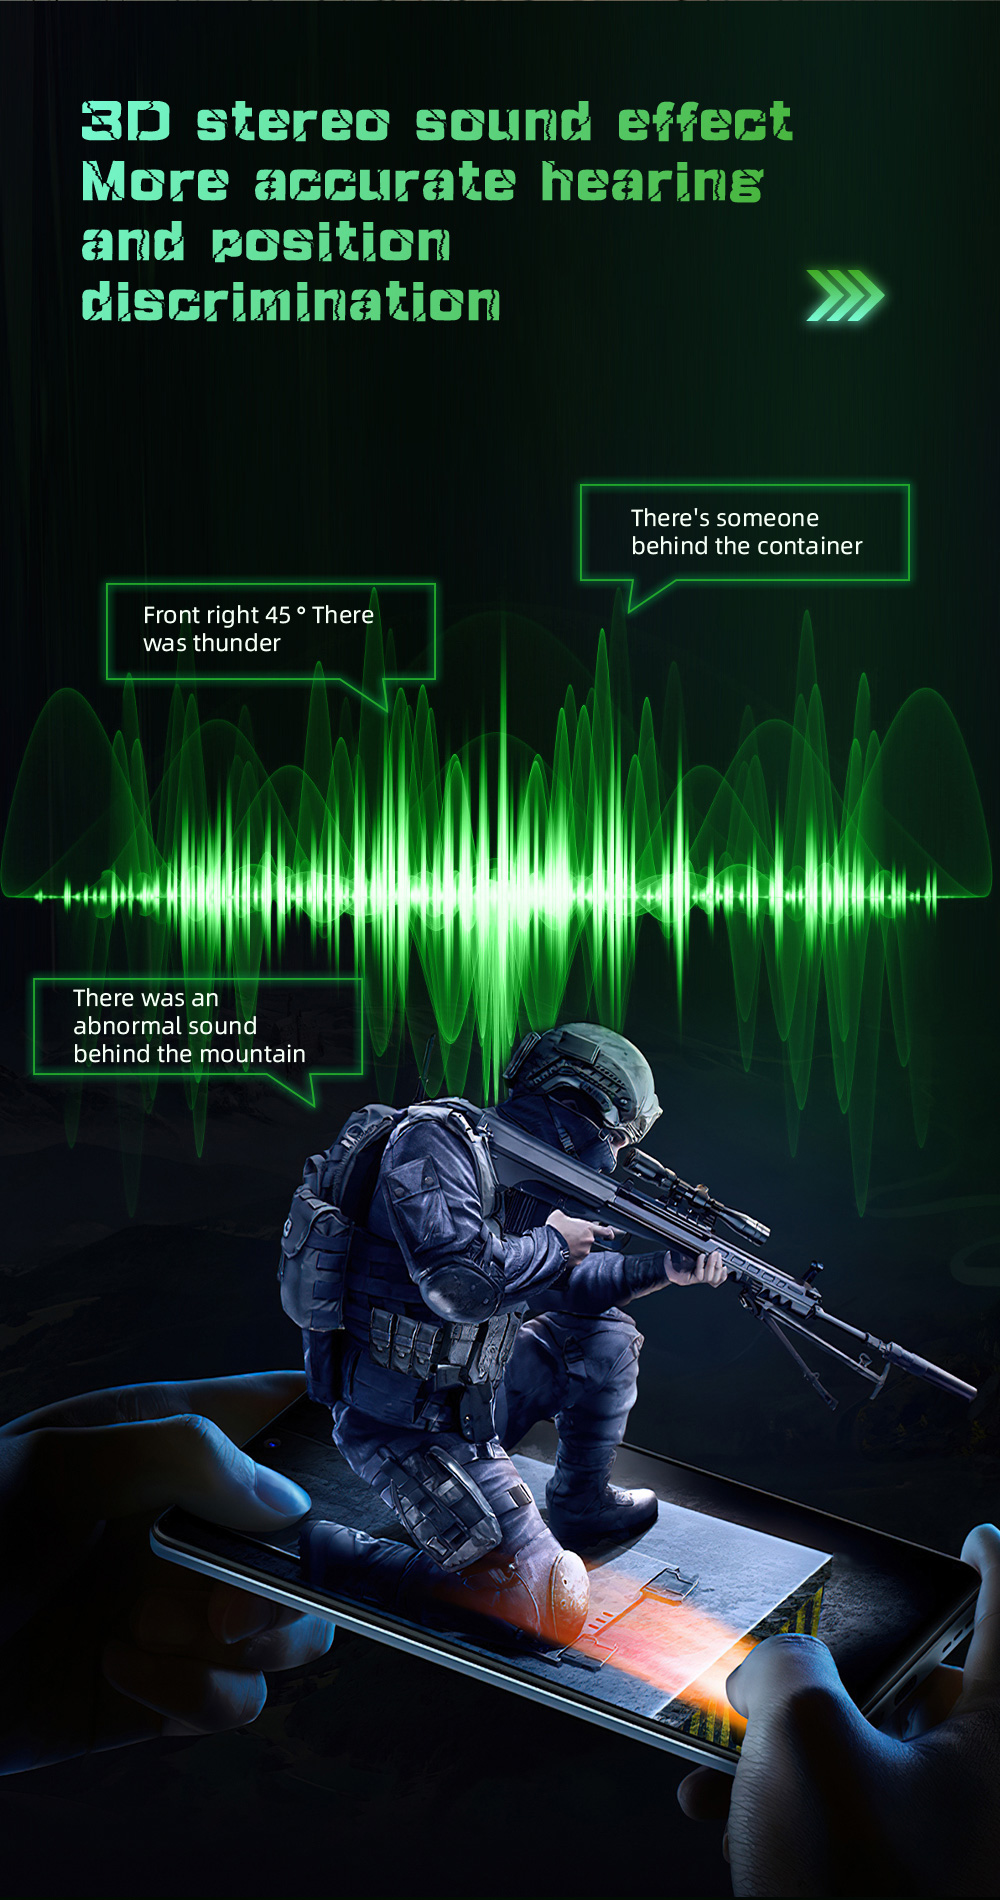 3D stereo sound effect
More accurate hearing
and position
discrimination
There's someone
behind the container
Front right 45 ° There
was thunder
There was an
abnormal sound
behind the mountain